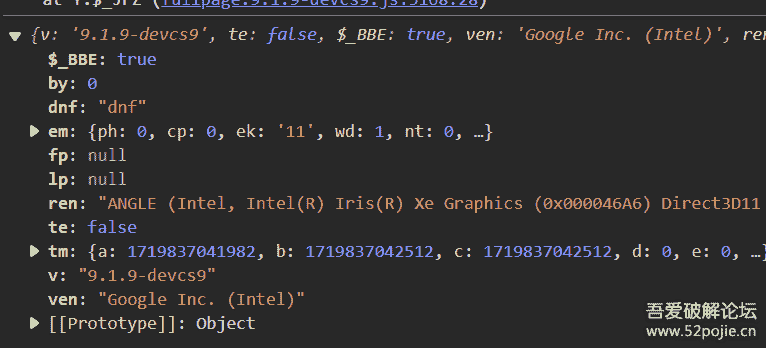 at Y.$_JFZ (fullpage.9.1.9-devcs9.js:5168:28)
{v: '9.1.9-devcs9', te: false, $_BBE: true, ven: 'Google Inc. (Intel)', ren
$_BBE: true
by: 0
dnf: "dnf"
em: {ph: 0, cp: 0, ek: '11', wd: 1, nt: 0, …}
fp: null
lp: null
ren: "ANGLE (Intel, Intel(R) Iris(R) Xe Graphics (0x000046A6) Direct3D11
te: false
tm: {a: 1719837041982, b: 1719837042512, c: 1719837042512, d: 0, e: 0, …}
v: "9.1.9-devcs9"
ven: "Google Inc. (Intel)"
[[Prototype]]: Object
吾爱破解论坛
www.52pojie.cn